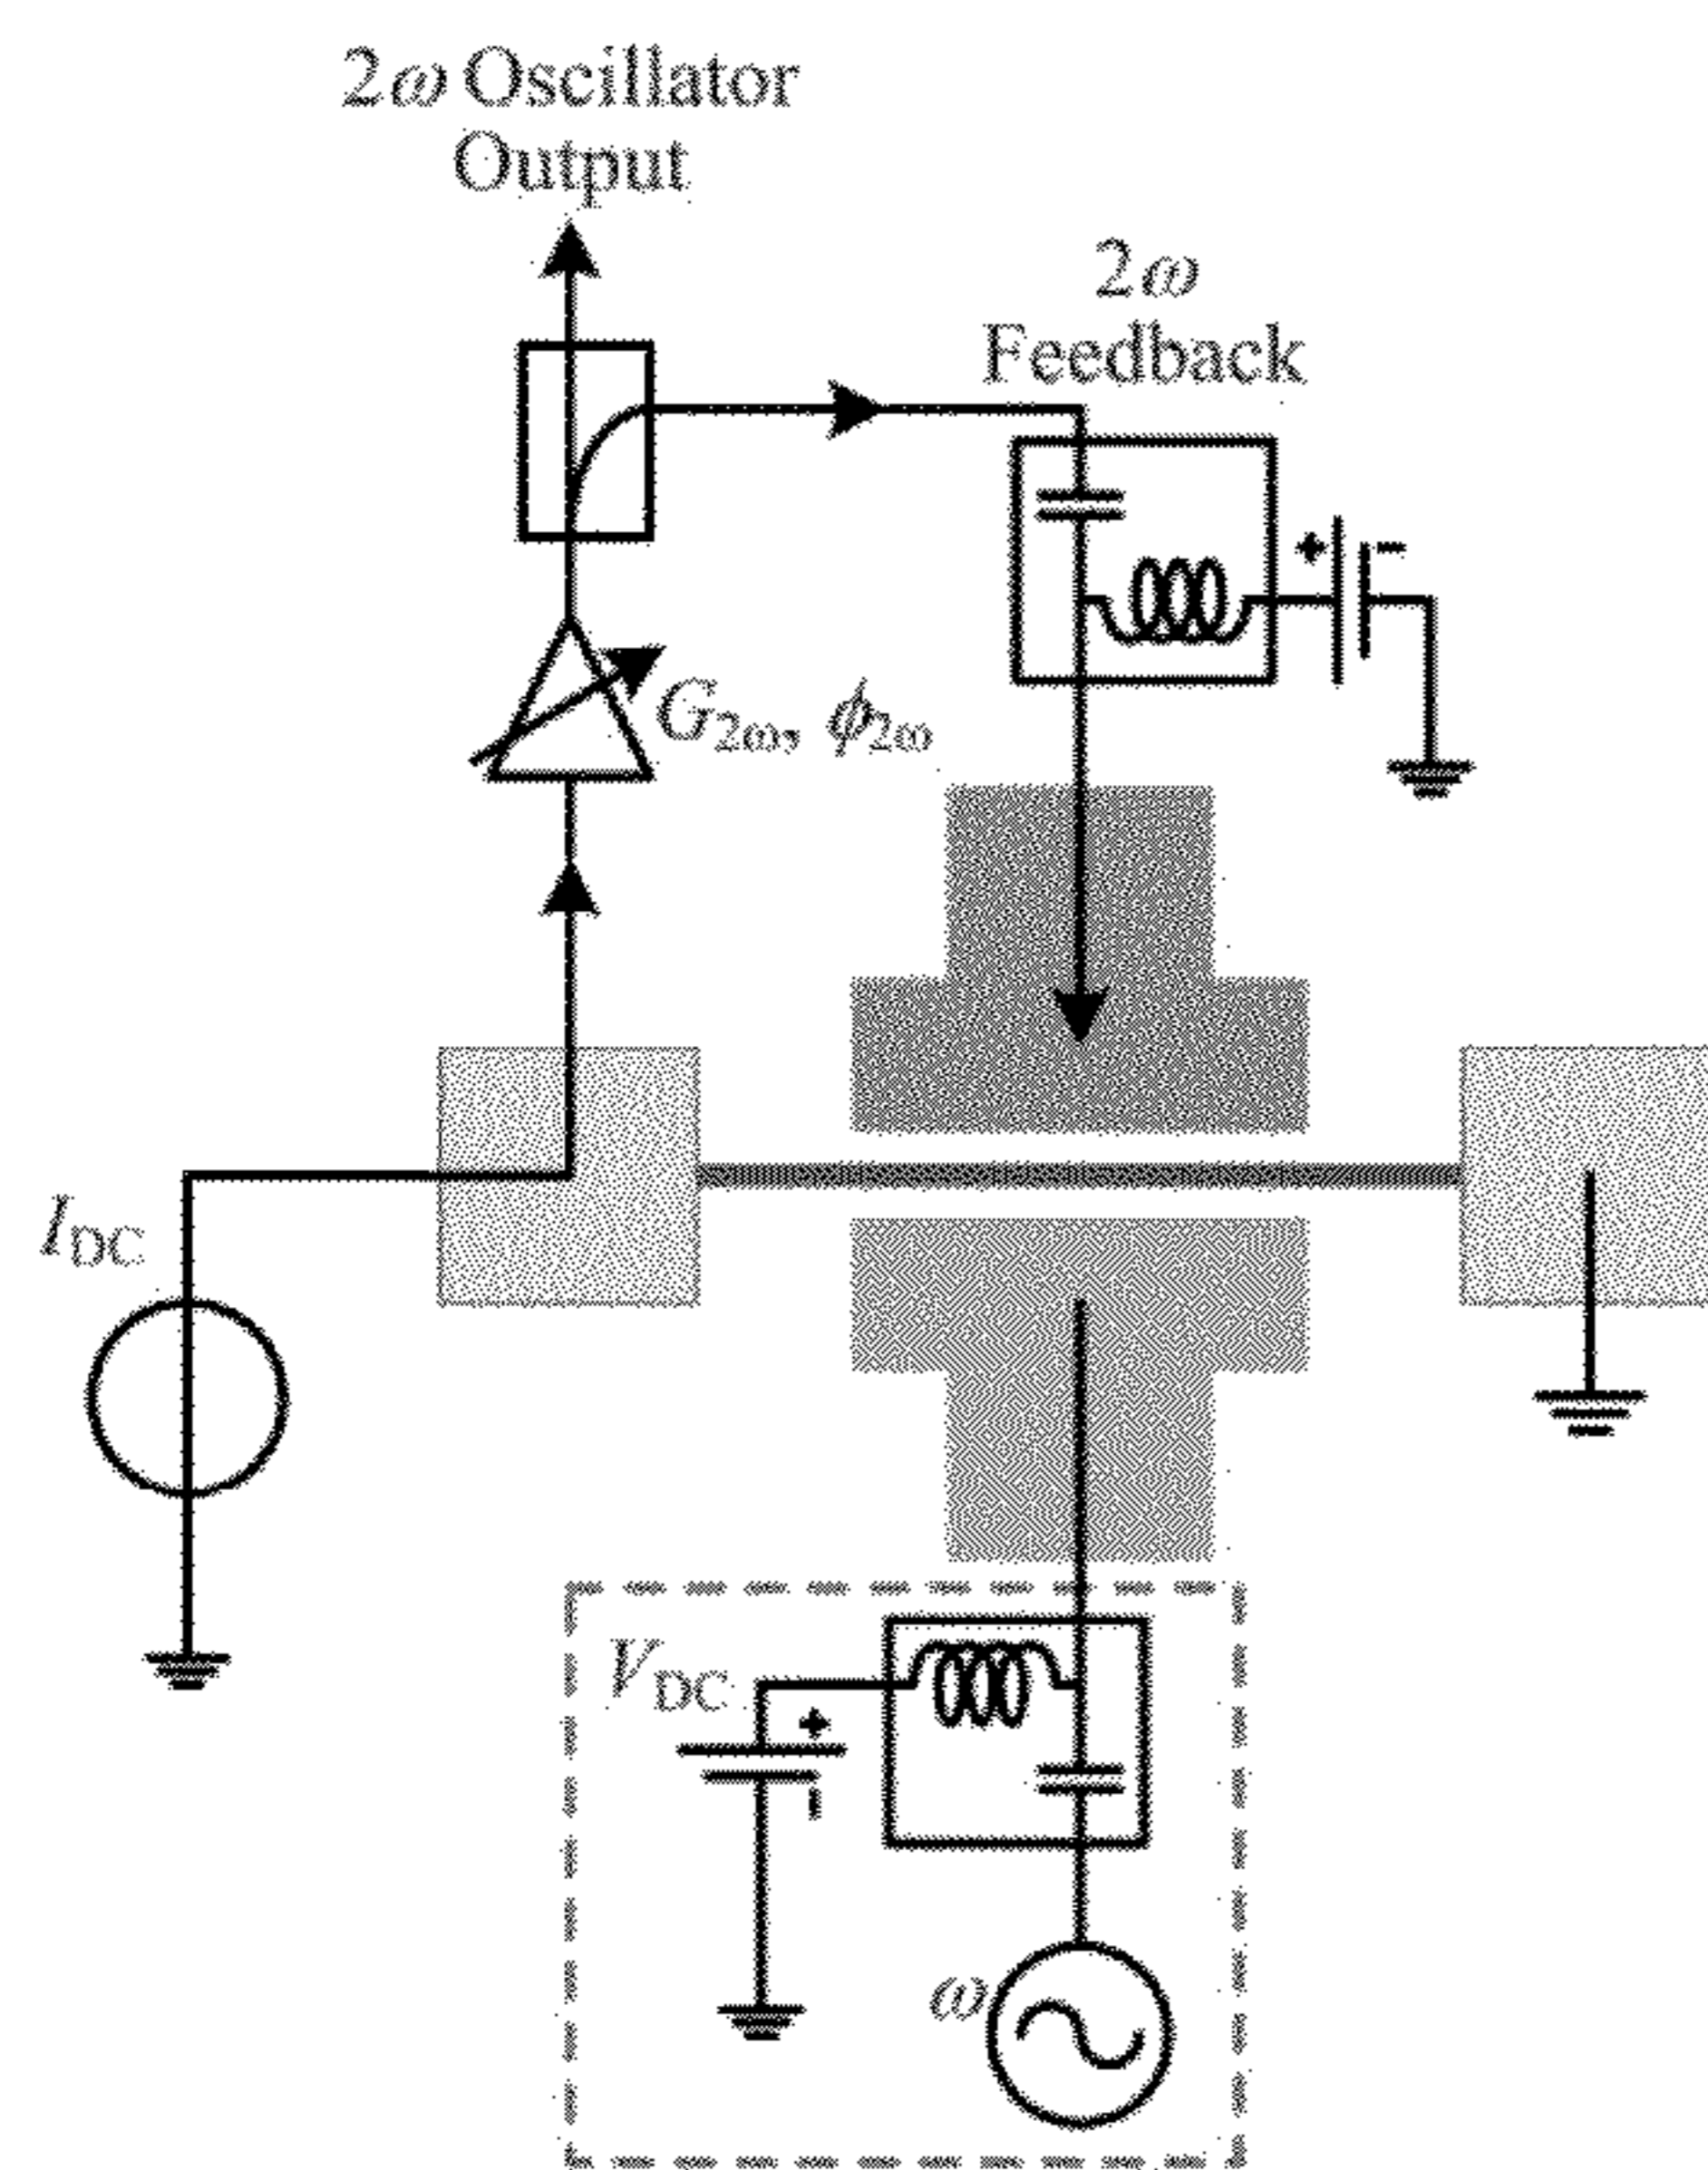 2ω Oscillator
Output
2ω
Feedback
+ -
G2ω, ϕ2ω
IDC
VDC
+
-
ω